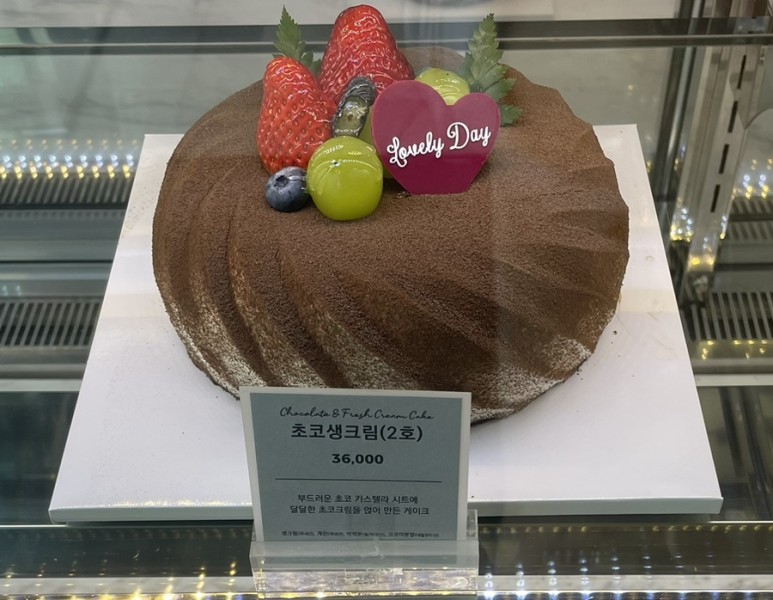 Lovely Day
Chocolate & Fresh Cream Cake
초코생크림(2호)
36,000
부드러운 초코 카스텔라 시트에
달달한 초코크림을 얹어 만든 케이크